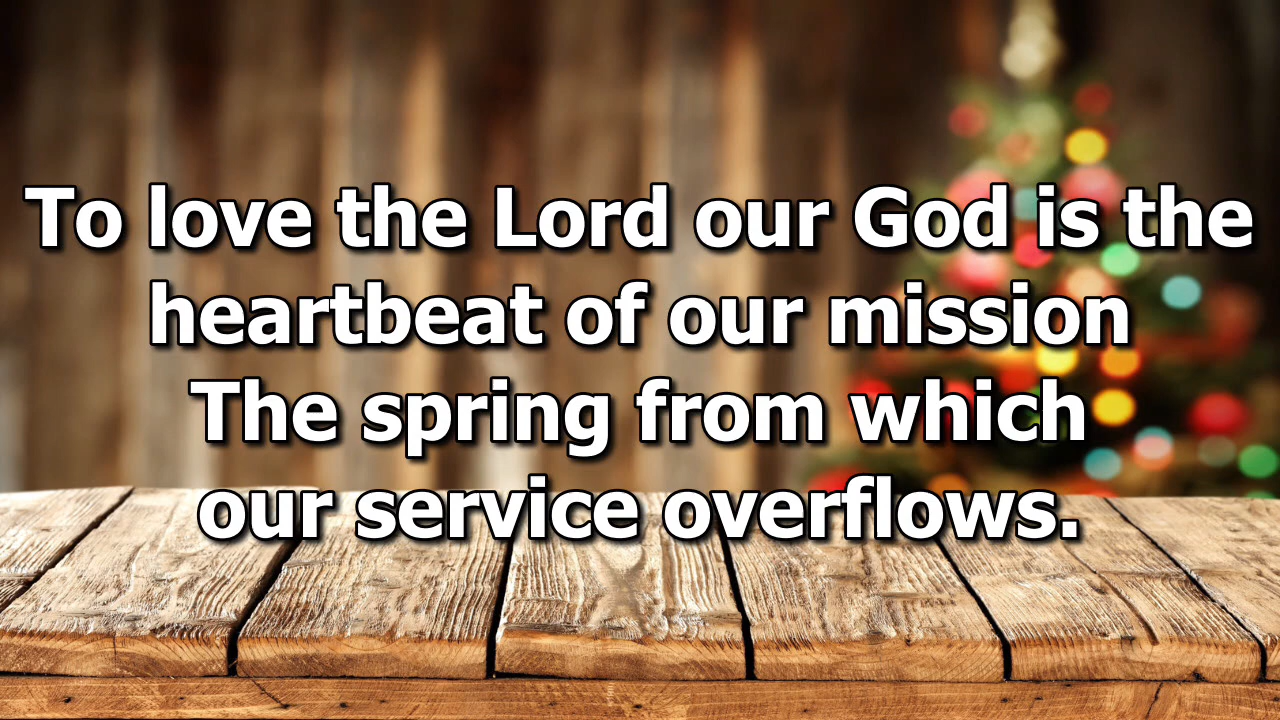 To love the Lord our God is the
heartbeat of our mission
The spring from which
our service overflows.